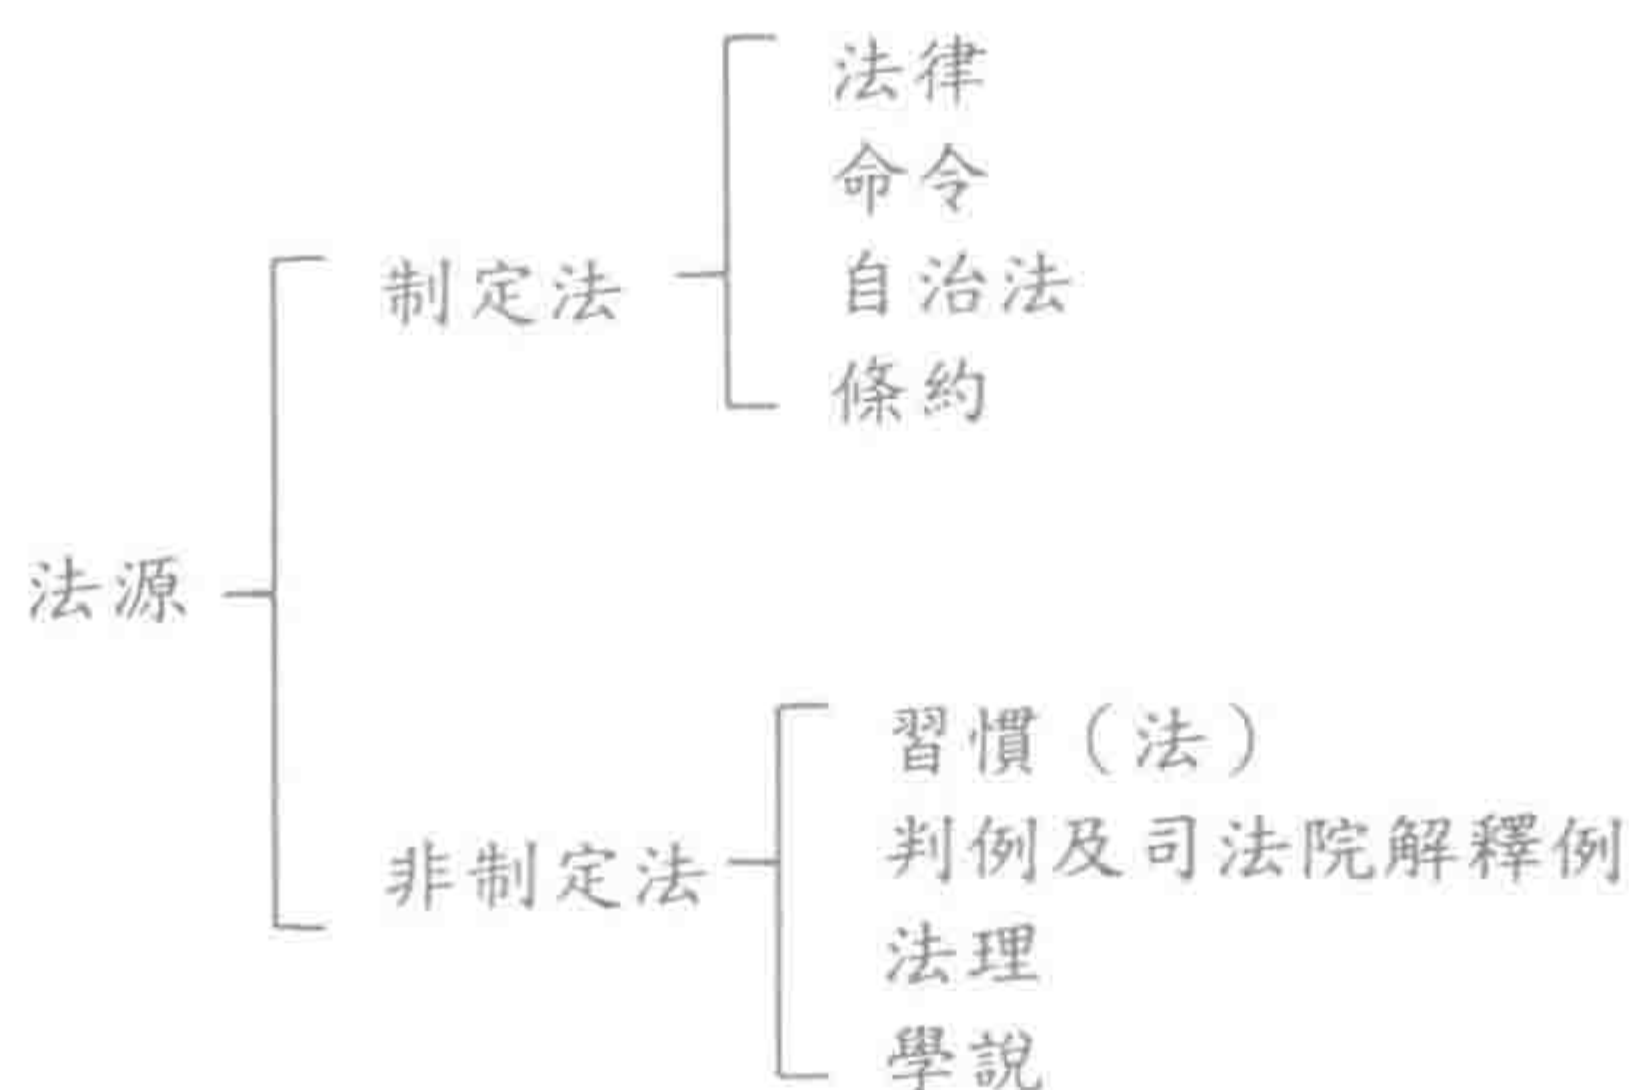 法律
命令
制定法
自治法
條約
法源
習慣（法）
判例及司法院解釋例
非制定法
法理
學說